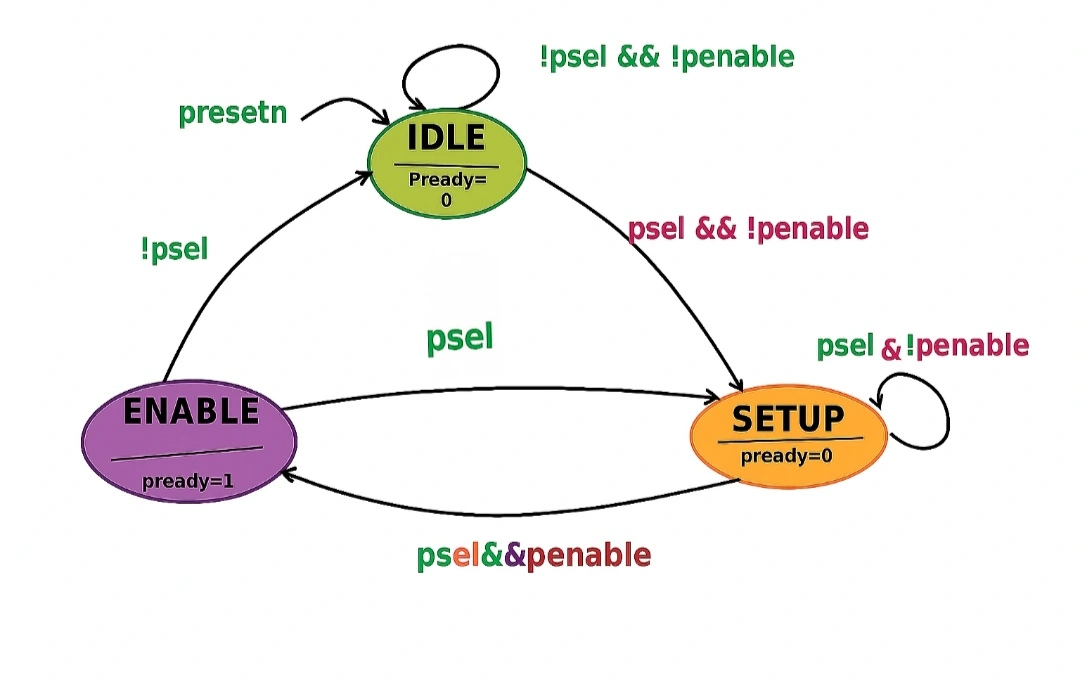 !psel && !penable
presetn
IDLE
Pready=
0
psel && !penable
!psel
psel
psel &!penable
ENABLE
pready=1
SETUP
pready=0
psel&&penable